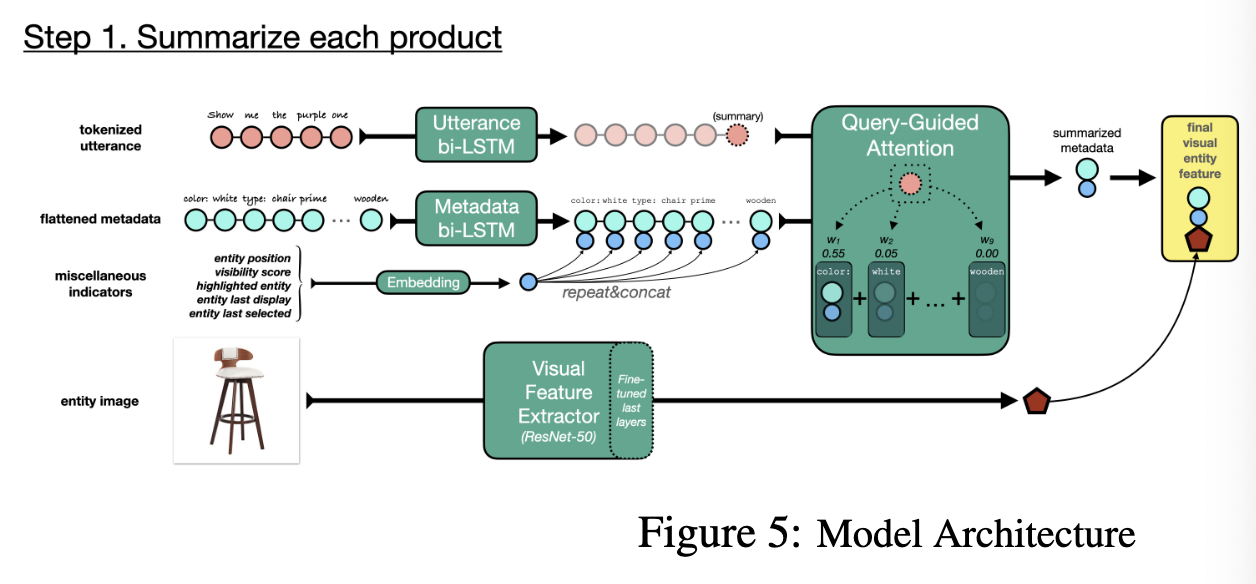 Step 1. Summarize each product
tokenized
utterance
Show me the purple one
Utterance
bi-LSTM
(summary)
Query-Guided
Attention
w₁
0.55
w₂
0.05
w₉
0.00
color:
white
wooden
+
+ ... +
summarized
metadata
final
visual
entity
feature
flattened metadata
color: white type: chair prime ... wooden
Metadata
bi-LSTM
color: white type: chair prime ... wooden
miscellaneous
indicators
entity position
visibility score
highlighted entity
entity last display
entity last selected
Embedding
repeat&concat
entity image
Visual
Feature
Extractor
(ResNet-50)
Fine-
tuned
last
layers
Figure 5: Model Architecture